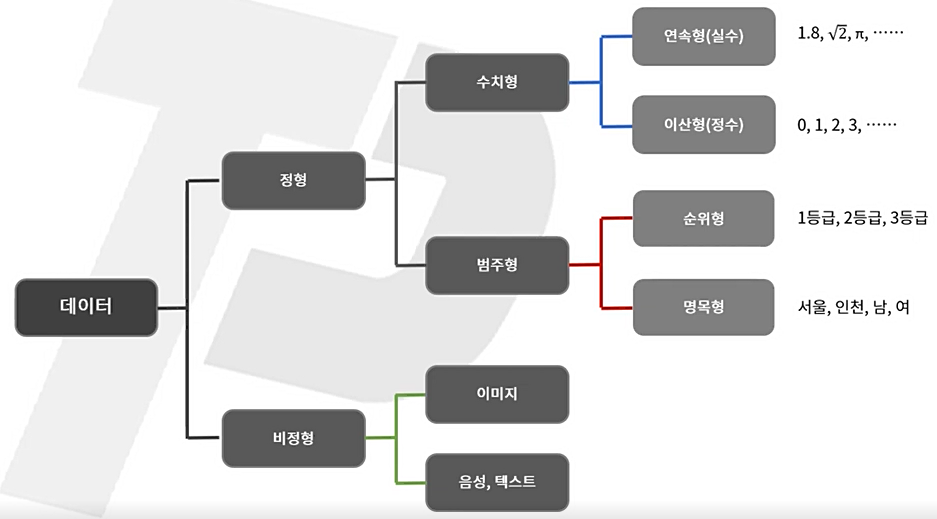 연속형(실수)
1.8, √2, π, ⋯⋯
수치형
이산형(정수)
0, 1, 2, 3, ⋯⋯
정형
순위형
1등급, 2등급, 3등급
범주형
데이터
명목형
서울, 인천, 남, 여
이미지
비정형
음성, 텍스트